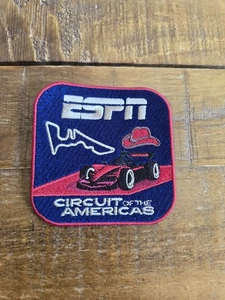 ESPN
CIRCUIT OF THE
AMERICAS